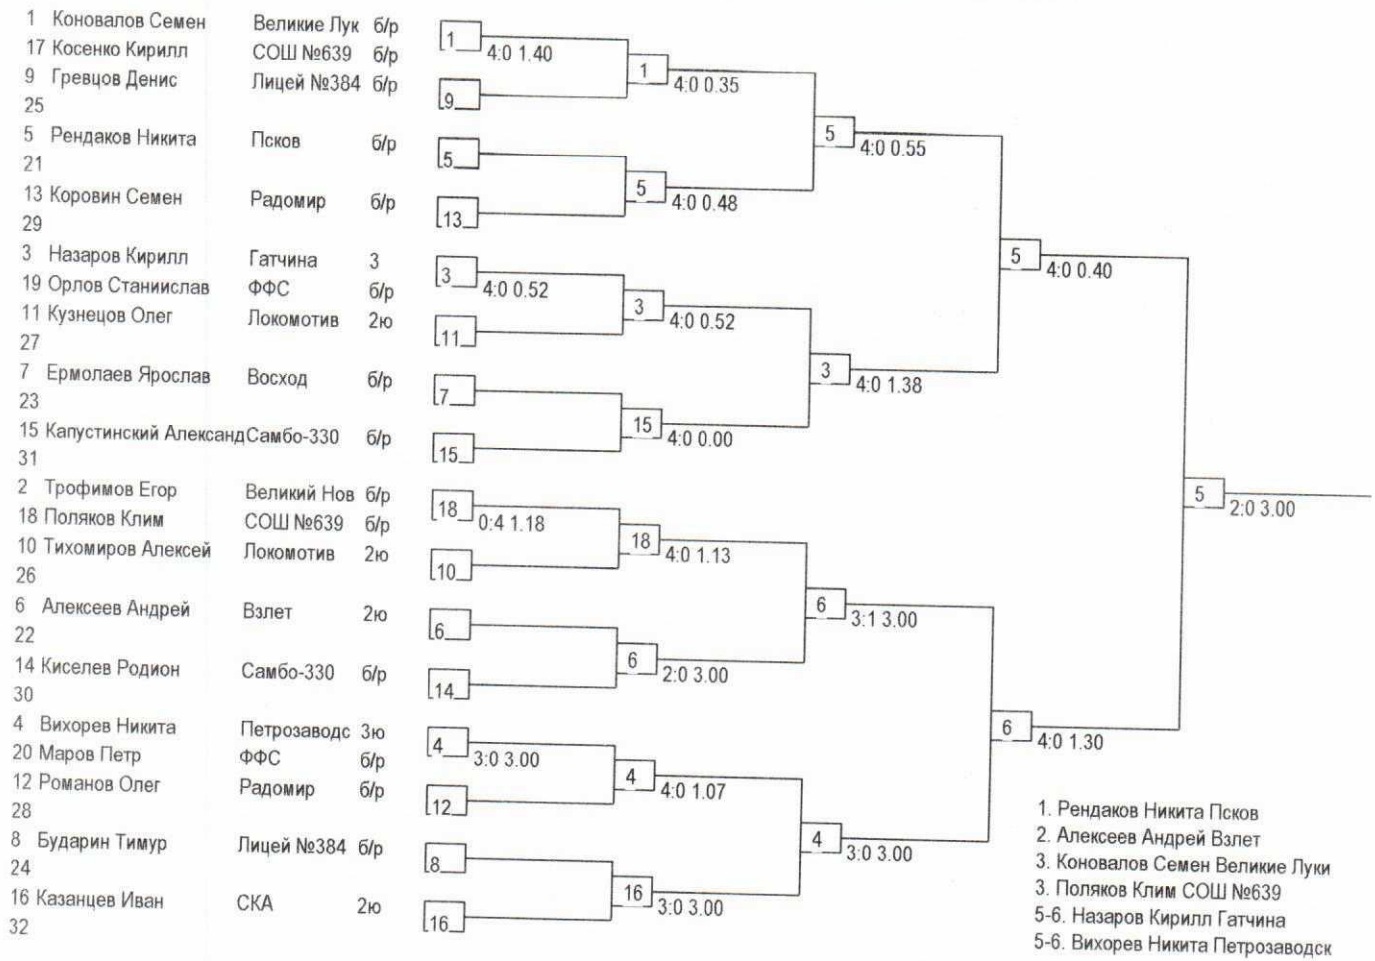 1 Коновалов Семен Великие Лук б/р
17 Косенко Кирилл СОШ №639 б/р
9 Гревцов Денис Лицей №384 б/р
25
5 Рендаков Никита Псков б/р
21
13 Коровин Семен Радомир б/р
29
3 Назаров Кирилл Гатчина 3
19 Орлов Станиислав ФФС б/р
11 Кузнецов Олег Локомотив 2ю
27
7 Ермолаев Ярослав Восход б/р
23
15 Капустинский Александ Самбо-330 б/р
31
2 Трофимов Егор Великий Нов б/р
18 Поляков Клим СОШ №639 б/р
10 Тихомиров Алексей Локомотив 2ю
26
6 Алексеев Андрей Взлет 2ю
22
14 Киселев Родион Самбо-330 б/р
30
4 Вихорев Никита Петрозаводс 3ю
20 Маров Петр ФФС б/р
12 Романов Олег Радомир б/р
28
8 Бударин Тимур Лицей №384 б/р
24
16 Казанцев Иван СКА 2ю
32
1
4:0 1.40
9
5
13
3
4:0 0.52
11
7
15
18
0:4 1.18
10
6
14
4
3:0 3.00
12
8
16
1
4:0 0.35
5
4:0 0.48
3
4:0 0.52
15
4:0 0.00
18
4:0 1.13
6
2:0 3.00
4
4:0 1.07
16
3:0 3.00
5
4:0 0.55
3
4:0 1.38
6
3:1 3.00
4
3:0 3.00
5
4:0 0.40
6
4:0 1.30
5
2:0 3.00
1. Рендаков Никита Псков
2. Алексеев Андрей Взлет
3. Коновалов Семен Великие Луки
3. Поляков Клим СОШ №639
5-6. Назаров Кирилл Гатчина
5-6. Вихорев Никита Петрозаводск